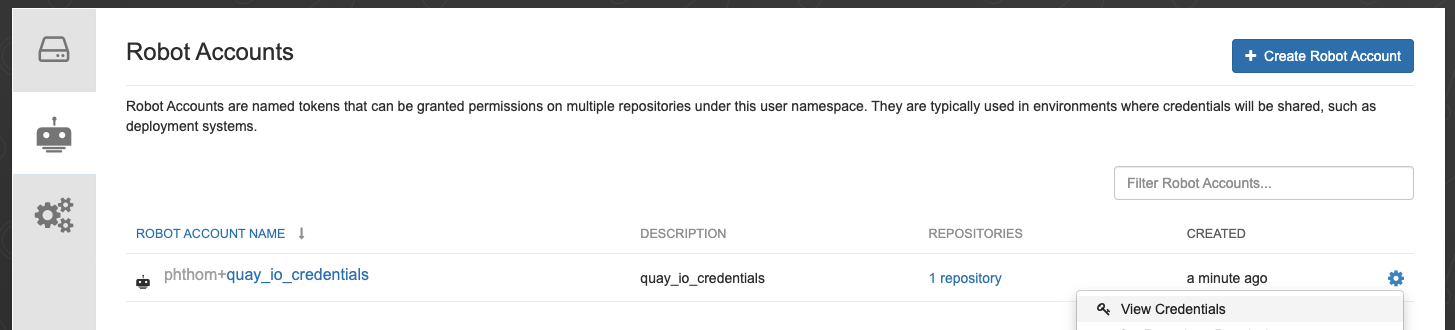 Robot Accounts
+ Create Robot Account
Robot Accounts are named tokens that can be granted permissions on multiple repositories under this user namespace. They are typically used in environments where credentials will be shared, such as
deployment systems.
Filter Robot Accounts...
ROBOT ACCOUNT NAME ↓ DESCRIPTION REPOSITORIES CREATED
phthom+quay_io_credentials quay_io_credentials 1 repository a minute ago
View Credentials